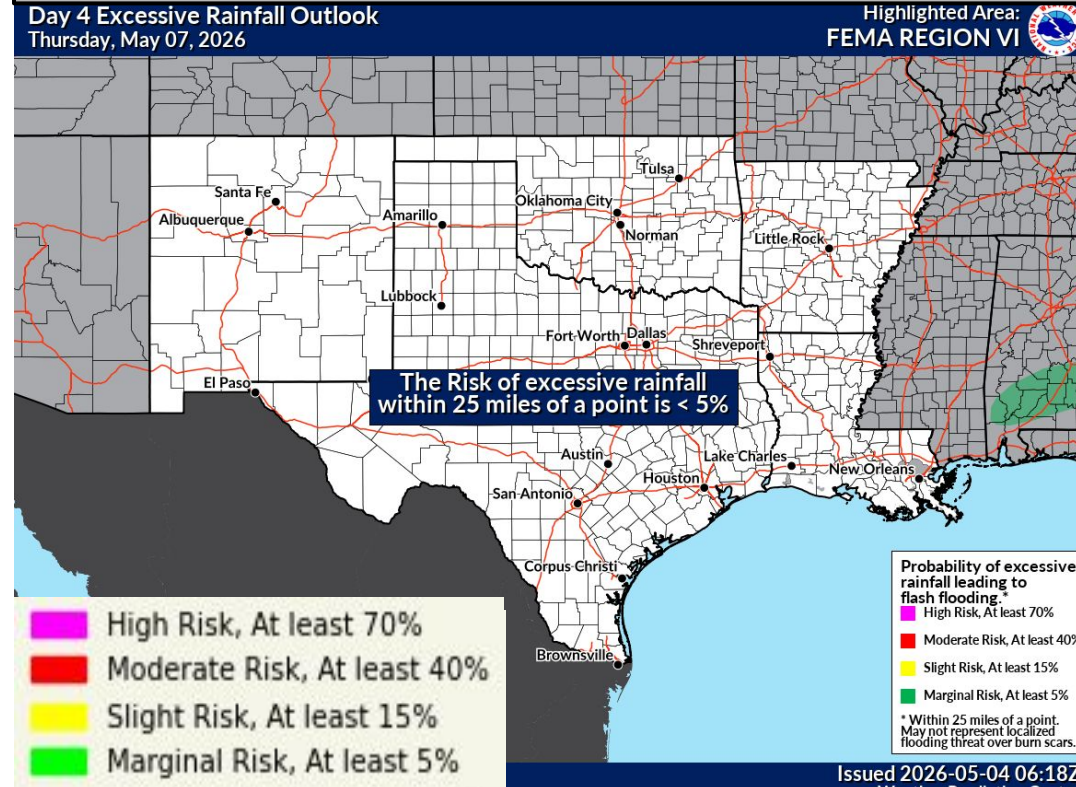 Day 4 Excessive Rainfall Outlook
Thursday, May 07, 2026
Highlighted Area:
FEMA REGION VI
Tulsa
Santa Fe
Oklahoma City
Albuquerque
Amarillo
Norman
Little Rock
Lubbock
Fort Worth
Dallas
Shreveport
El Paso
The Risk of excessive rainfall
within 25 miles of a point is < 5%
Austin
Lake Charles
Houston
New Orleans
San Antonio
Corpus Christi
Brownsville
High Risk, At least 70%
Moderate Risk, At least 40%
Slight Risk, At least 15%
Marginal Risk, At least 5%
Probability of excessive
rainfall leading to
flash flooding.*
High Risk, At least 70%
Moderate Risk, At least 40%
Slight Risk, At least 15%
Marginal Risk, At least 5%
* Within 25 miles of a point.
May not represent localized
flooding threat over burn scars.
Issued 2026-05-04 06:18Z